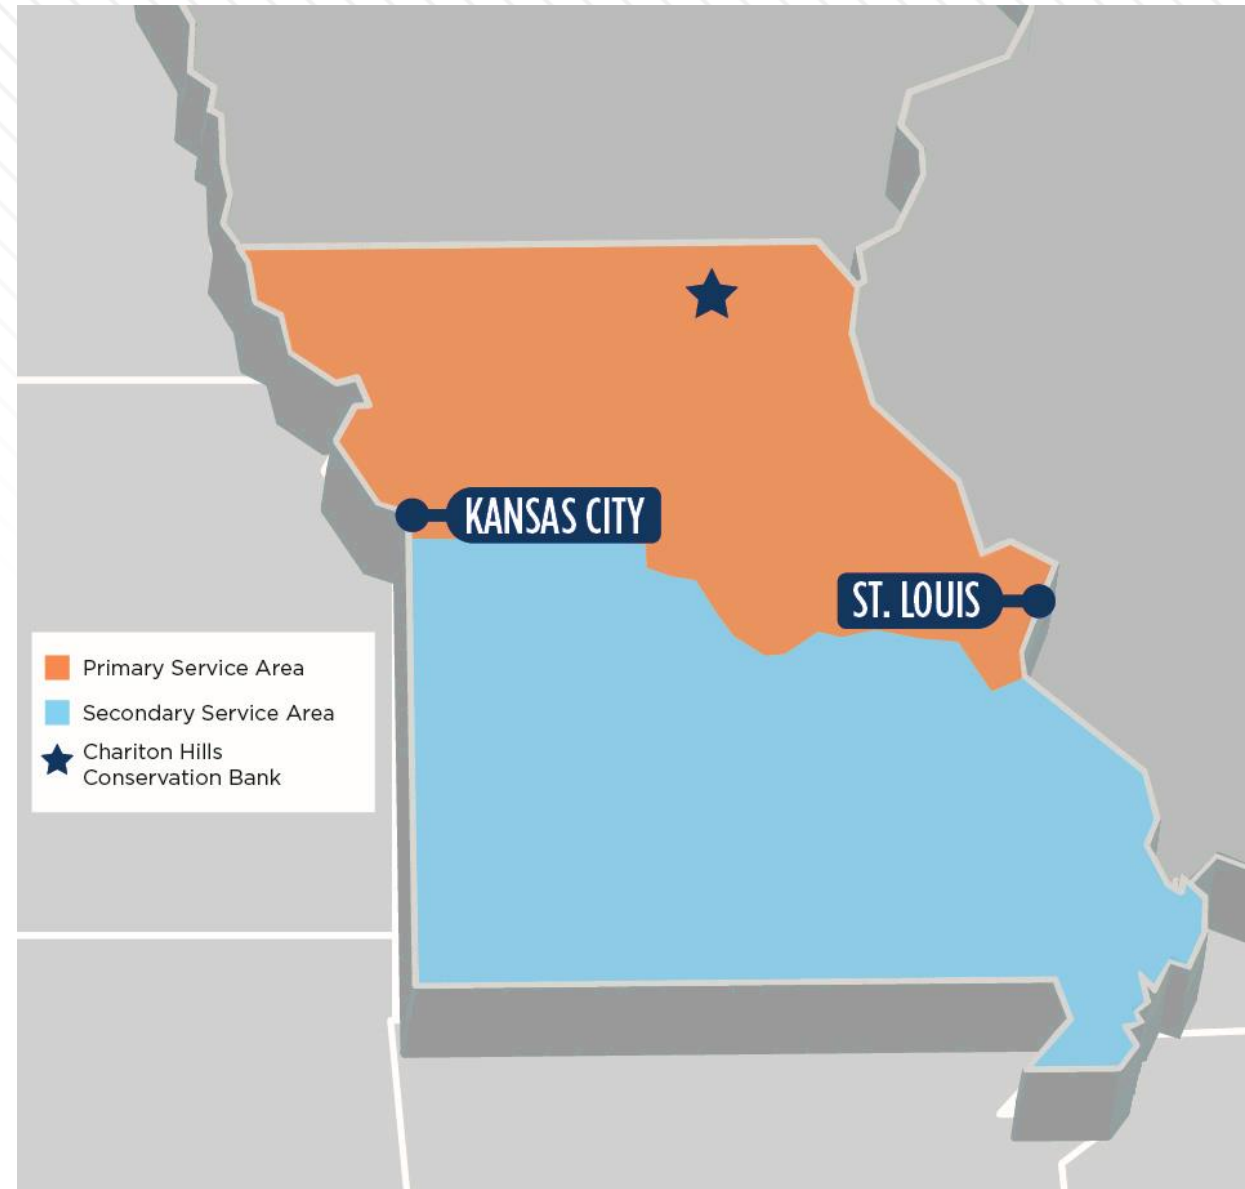 KANSAS CITY
ST. LOUIS
Primary Service Area
Secondary Service Area
Chariton Hills
Conservation Bank